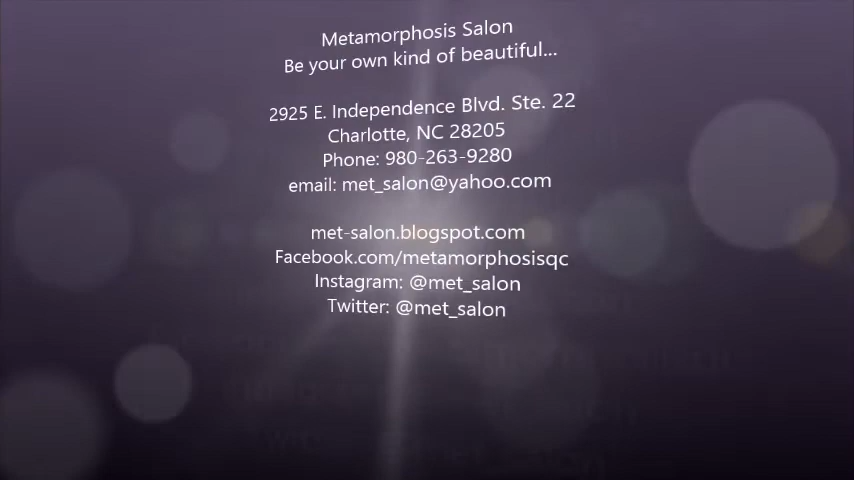 Metamorphosis Salon
Be your own kind of beautiful...
2925 E. Independence Blvd. Ste. 22
Charlotte, NC 28205
Phone: 980-263-9280
email: met_salon@yahoo.com
met-salon.blogspot.com
Facebook.com/metamorphosisqc
Instagram: @met_salon
Twitter: @met_salon